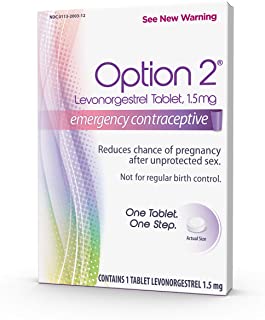 NDC 0113-2003-12
See New Warning
Option 2®
Levonorgestrel Tablet, 1.5mg
emergency contraceptive
Reduces chance of pregnancy
after unprotected sex.
Not for regular birth control.
One Tablet.
One Step.
Actual Size
CONTAINS 1 TABLET LEVONORGESTREL 1.5 mg